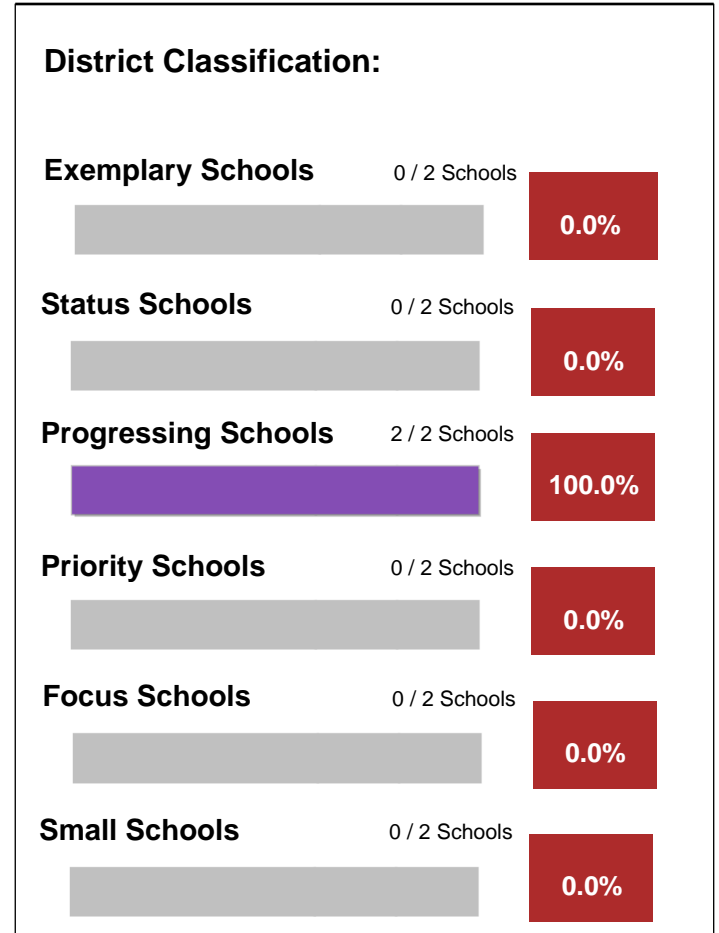 District Classification:
Exemplary Schools 0 / 2 Schools
0.0%
Status Schools 0 / 2 Schools
0.0%
Progressing Schools 2 / 2 Schools
100.0%
Priority Schools 0 / 2 Schools
0.0%
Focus Schools 0 / 2 Schools
0.0%
Small Schools 0 / 2 Schools
0.0%